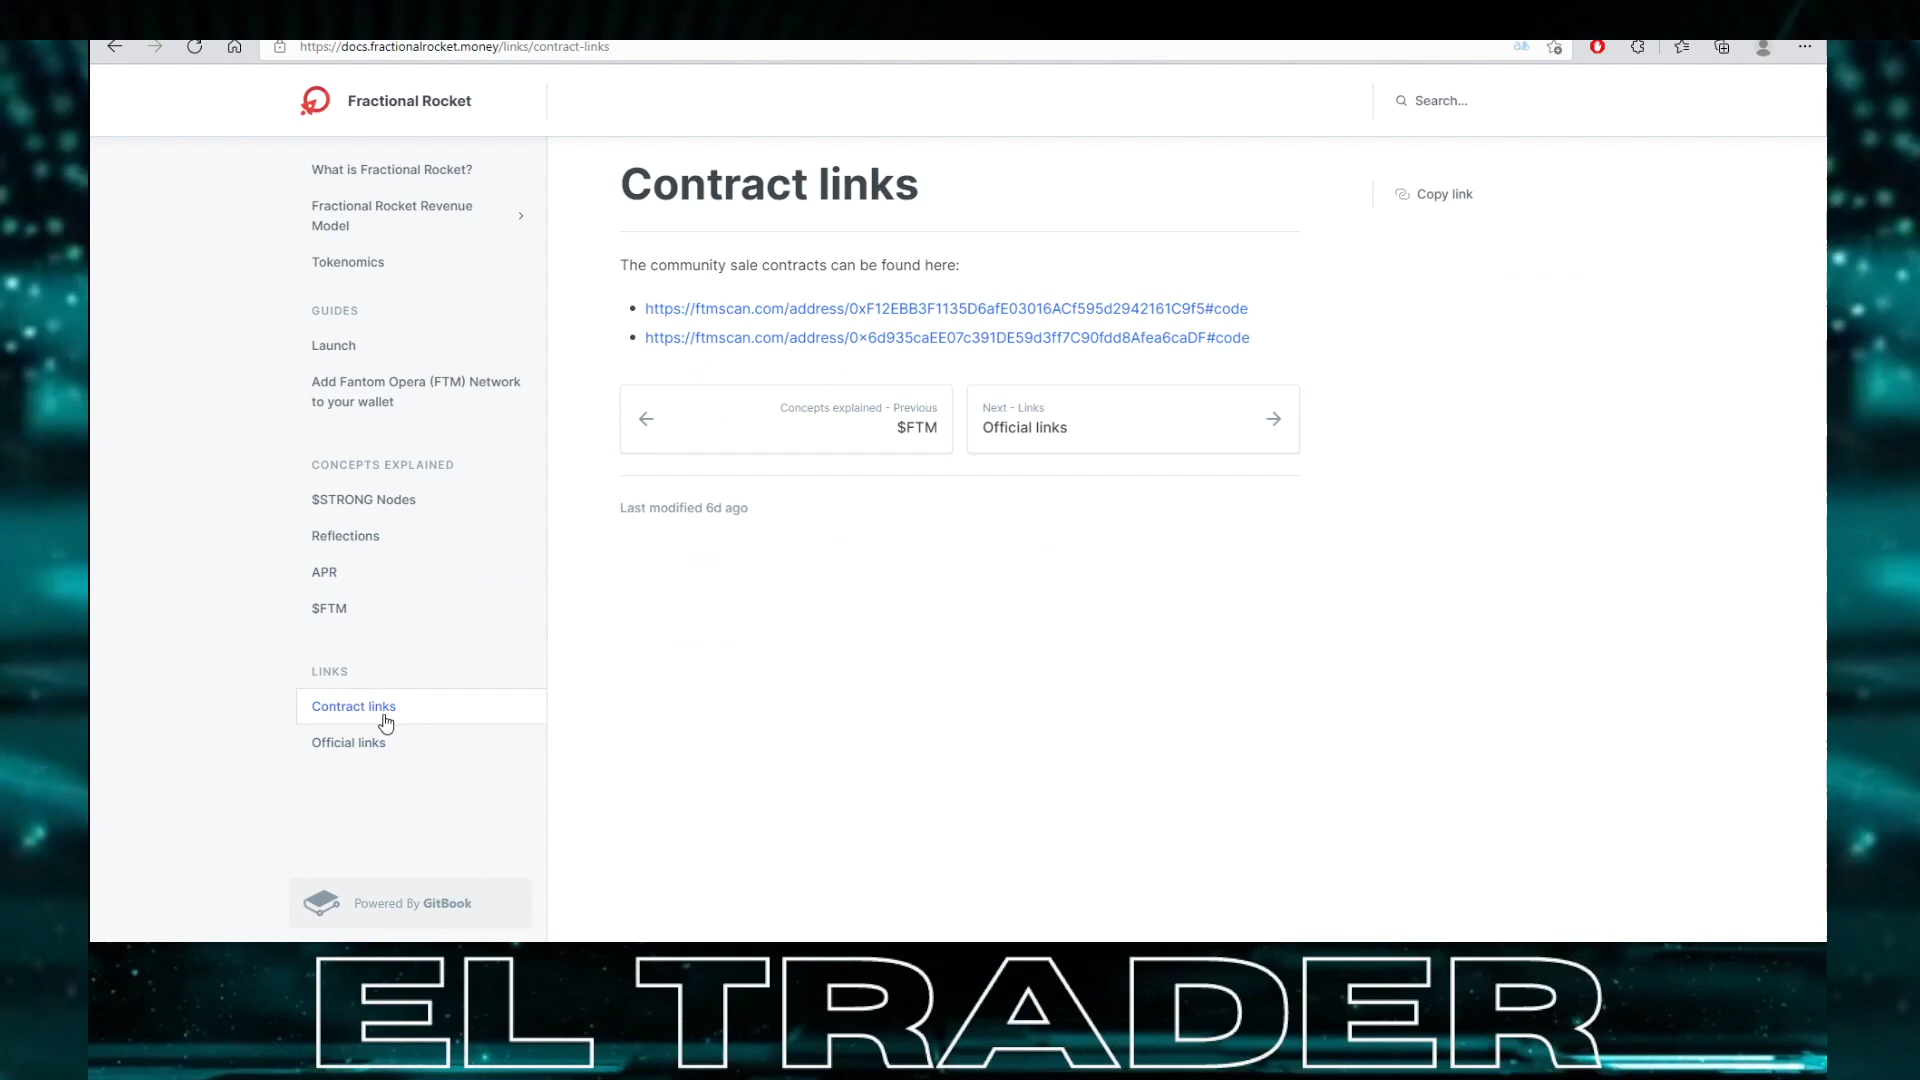 https://docs.fractionalrocket.money/links/contract-links
Fractional Rocket
Search...
What is Fractional Rocket?
Fractional Rocket Revenue
Model
Tokenomics
GUIDES
Launch
Add Fantom Opera (FTM) Network
to your wallet
CONCEPTS EXPLAINED
$STRONG Nodes
Reflections
APR
$FTM
LINKS
Contract links
Official links
Powered By GitBook
Contract links
Copy link
The community sale contracts can be found here:
https://ftmscan.com/address/0xF12EBB3F1135D6afE03016ACf595d2942161C9f5#code
https://ftmscan.com/address/0x6d935caEE07c391DE59d3ff7C90fdd8Afea6caDF#code
Concepts explained - Previous
$FTM
Next - Links
Official links
Last modified 6d ago
EL TRADER